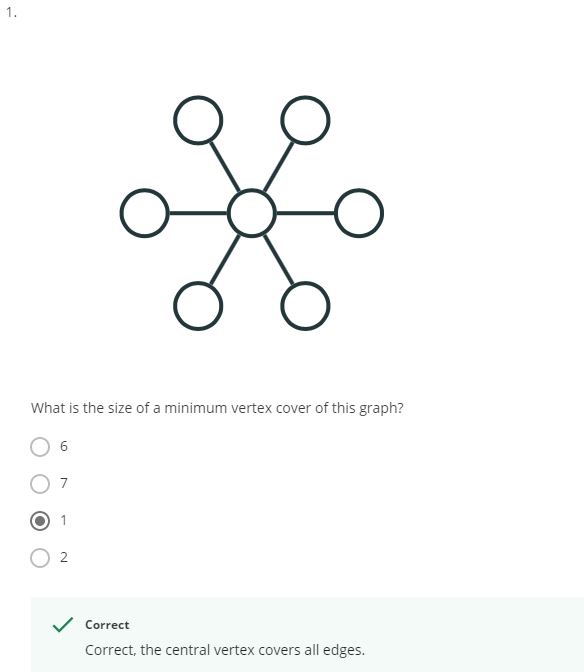 1.
What is the size of a minimum vertex cover of this graph?
6
7
1
2
Correct
Correct, the central vertex covers all edges.